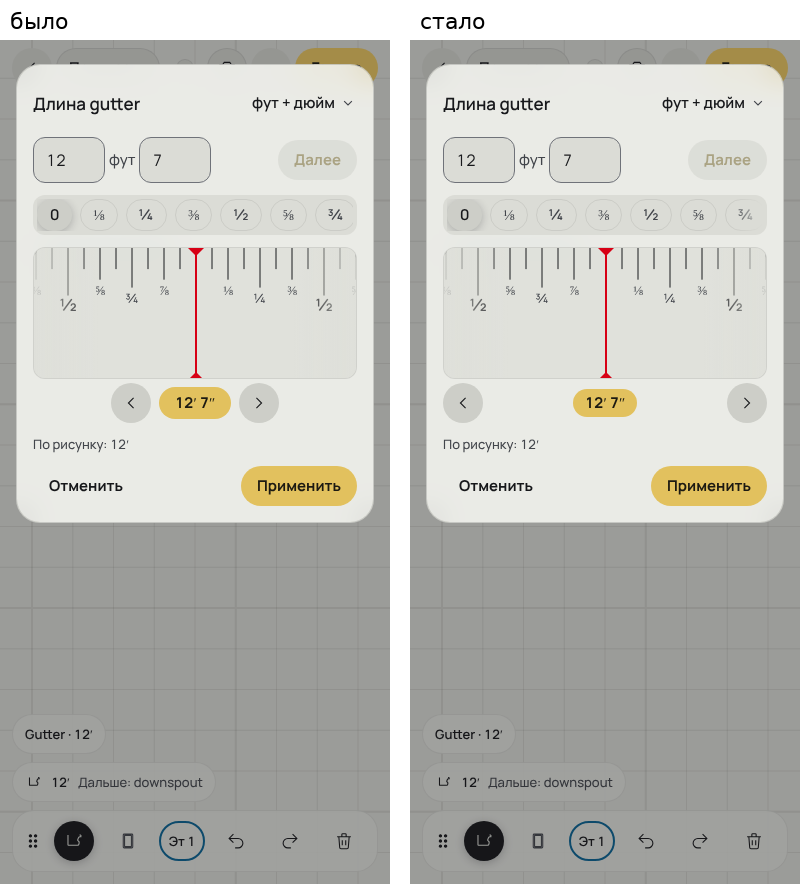 было
стало
Длина gutter
фут + дюйм
12 фут 7
Далее
0 ⅛ ¼ ⅜ ½ ⅝ ¾
½ ⅝ ¾ ⅞ ⅛ ¼ ⅜ ½
12′ 7″
По рисунку: 12′
Отменить
Применить
Gutter · 12′
12′ Дальше: downspout
Эт 1
Длина gutter
фут + дюйм
12 фут 7
Далее
0 ⅛ ¼ ⅜ ½ ⅝ ¾
½ ⅝ ¾ ⅞ ⅛ ¼ ⅜ ½
12′ 7″
По рисунку: 12′
Отменить
Применить
Gutter · 12′
12′ Дальше: downspout
Эт 1